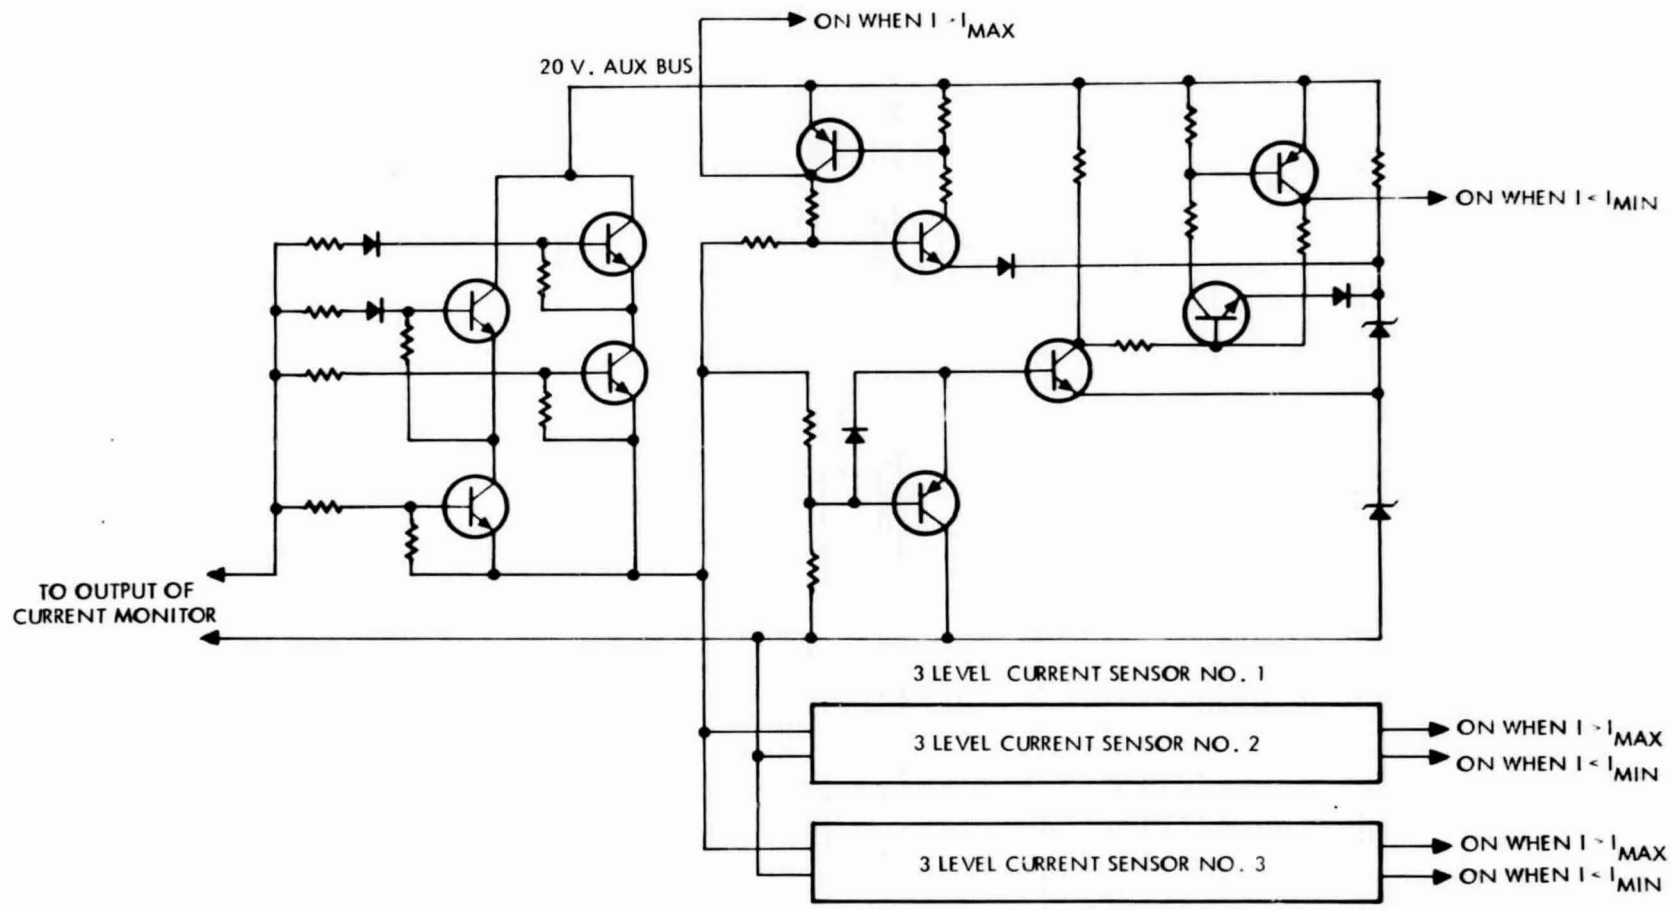 ON WHEN I > IMAX
20 V. AUX BUS
ON WHEN I < IMIN
TO OUTPUT OF
CURRENT MONITOR
3 LEVEL CURRENT SENSOR NO. 1
3 LEVEL CURRENT SENSOR NO. 2
ON WHEN I > IMAX
ON WHEN I < IMIN
3 LEVEL CURRENT SENSOR NO. 3
ON WHEN I > IMAX
ON WHEN I < IMIN